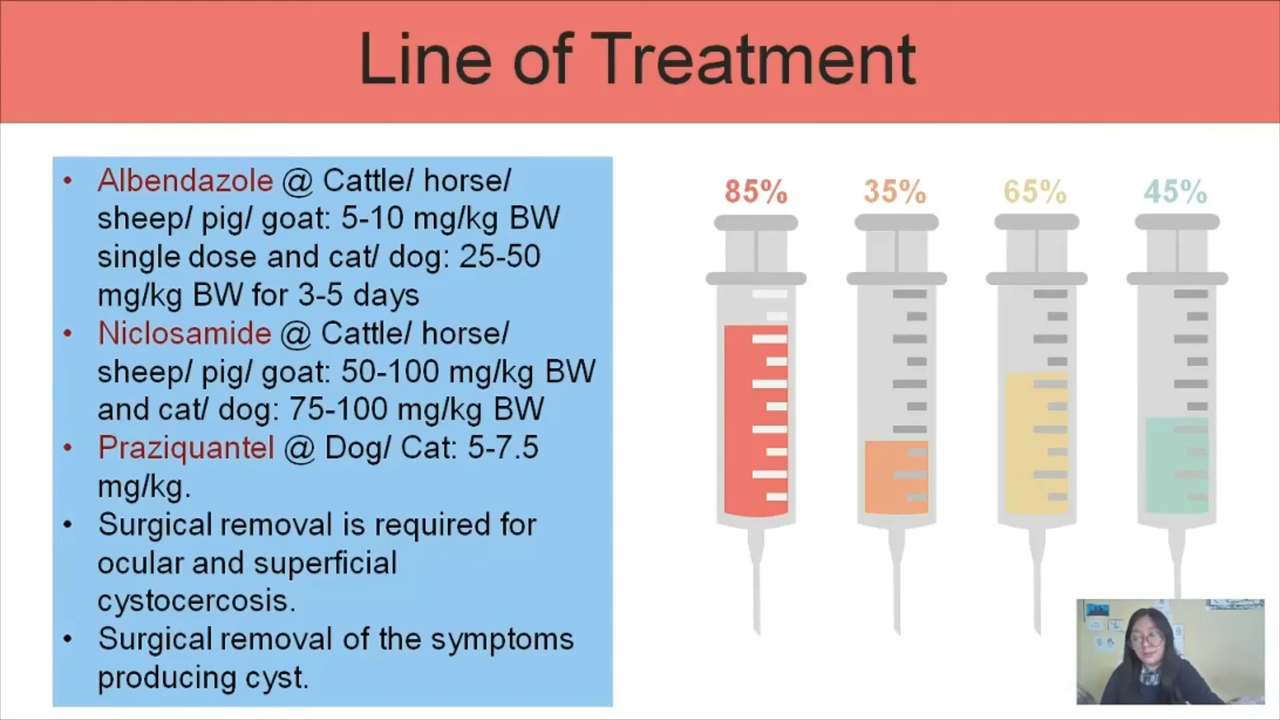 Line of Treatment
• Albendazole @ Cattle/ horse/
sheep/ pig/ goat: 5-10 mg/kg BW
single dose and cat/ dog: 25-50
mg/kg BW for 3-5 days
• Niclosamide @ Cattle/ horse/
sheep/ pig/ goat: 50-100 mg/kg BW
and cat/ dog: 75-100 mg/kg BW
• Praziquantel @ Dog/ Cat: 5-7.5
mg/kg.
• Surgical removal is required for
ocular and superficial
cystocercosis.
• Surgical removal of the symptoms
producing cyst.
85% 35% 65% 45%